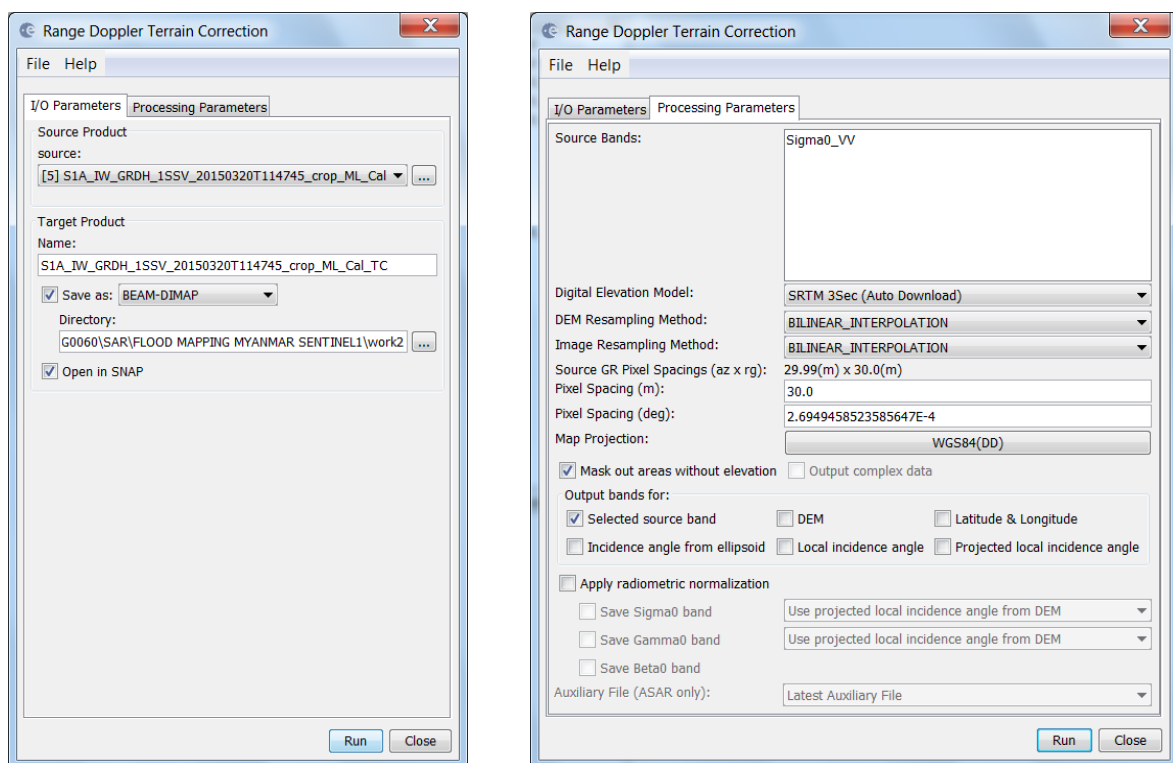 Range Doppler Terrain Correction
File Help
I/O Parameters Processing Parameters
Source Product
source:
[5] S1A_IW_GRDH_1SSV_20150320T114745_crop_ML_Cal ...
Target Product
Name:
S1A_IW_GRDH_1SSV_20150320T114745_crop_ML_Cal_TC
Save as: BEAM-DIMAP
Directory:
G0060\SAR\FLOOD MAPPING MYANMAR SENTINEL1\work2 ...
Open in SNAP
Run Close
Range Doppler Terrain Correction
File Help
I/O Parameters Processing Parameters
Source Bands: Sigma0_VV
Digital Elevation Model: SRTM 3Sec (Auto Download)
DEM Resampling Method: BILINEAR_INTERPOLATION
Image Resampling Method: BILINEAR_INTERPOLATION
Source GR Pixel Spacings (az x rg): 29.99(m) x 30.0(m)
Pixel Spacing (m): 30.0
Pixel Spacing (deg): 2.6949458523585647E-4
Map Projection: WGS84(DD)
Mask out areas without elevation Output complex data
Output bands for:
Selected source band DEM Latitude & Longitude
Incidence angle from ellipsoid Local incidence angle Projected local incidence angle
Apply radiometric normalization
Save Sigma0 band Use projected local incidence angle from DEM
Save Gamma0 band Use projected local incidence angle from DEM
Save Beta0 band
Auxiliary File (ASAR only): Latest Auxiliary File
Run Close